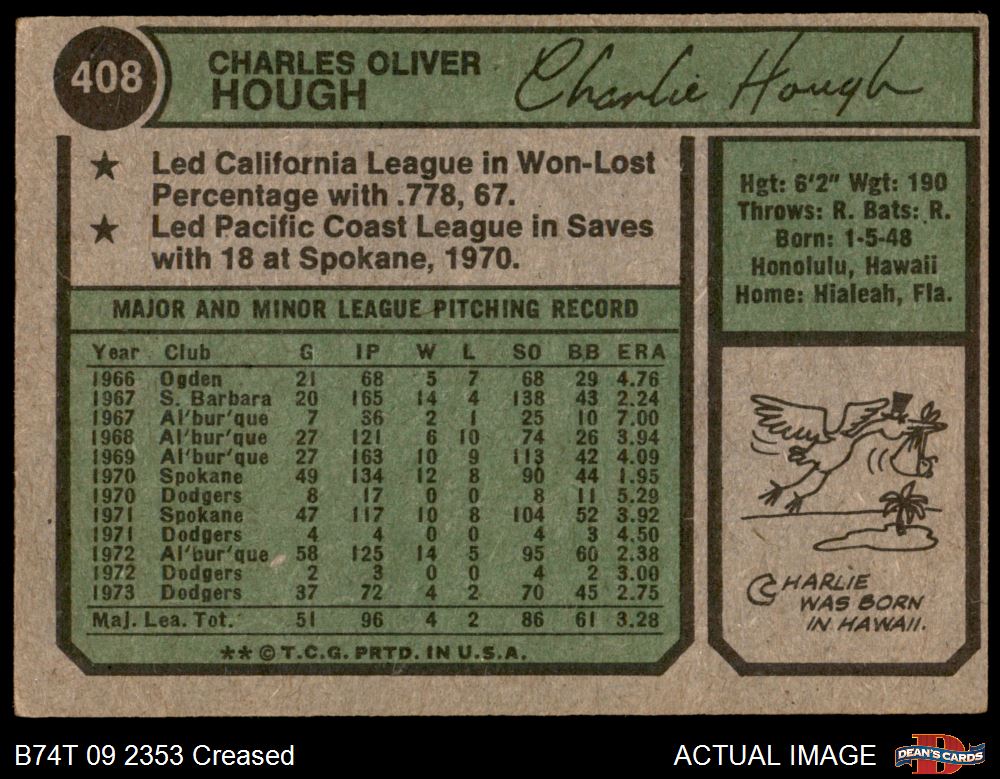 408
CHARLES OLIVER
HOUGH
Charlie Hough
★ Led California League in Won-Lost
Percentage with .778, 67.
★ Led Pacific Coast League in Saves
with 18 at Spokane, 1970.
Hgt: 6'2" Wgt: 190
Throws: R. Bats: R.
Born: 1-5-48
Honolulu, Hawaii
Home: Hialeah, Fla.
MAJOR AND MINOR LEAGUE PITCHING RECORD
Year Club G IP W L SO BB ERA
1966 Ogden 21 68 5 7 68 29 4.76
1967 S. Barbara 20 165 14 4 138 43 2.24
1967 Al'bur'que 7 36 2 1 25 10 7.00
1968 Al'bur'que 27 121 6 10 74 26 3.94
1969 Al'bur'que 27 163 10 9 113 42 4.09
1970 Spokane 49 134 12 8 90 44 1.95
1970 Dodgers 8 17 0 0 8 11 5.29
1971 Spokane 47 117 10 8 104 52 3.92
1971 Dodgers 4 4 0 0 4 3 4.50
1972 Al'bur'que 58 125 14 5 95 60 2.38
1972 Dodgers 2 3 0 0 4 2 3.00
1973 Dodgers 37 72 4 2 70 45 2.75
Maj. Lea. Tot. 51 96 4 2 86 61 3.28
**© T.C.G. PRTD. IN U.S.A.
CHARLIE
WAS BORN
IN HAWAII.
B74T 09 2353 Creased
ACTUAL IMAGE
DEAN'S CARDS